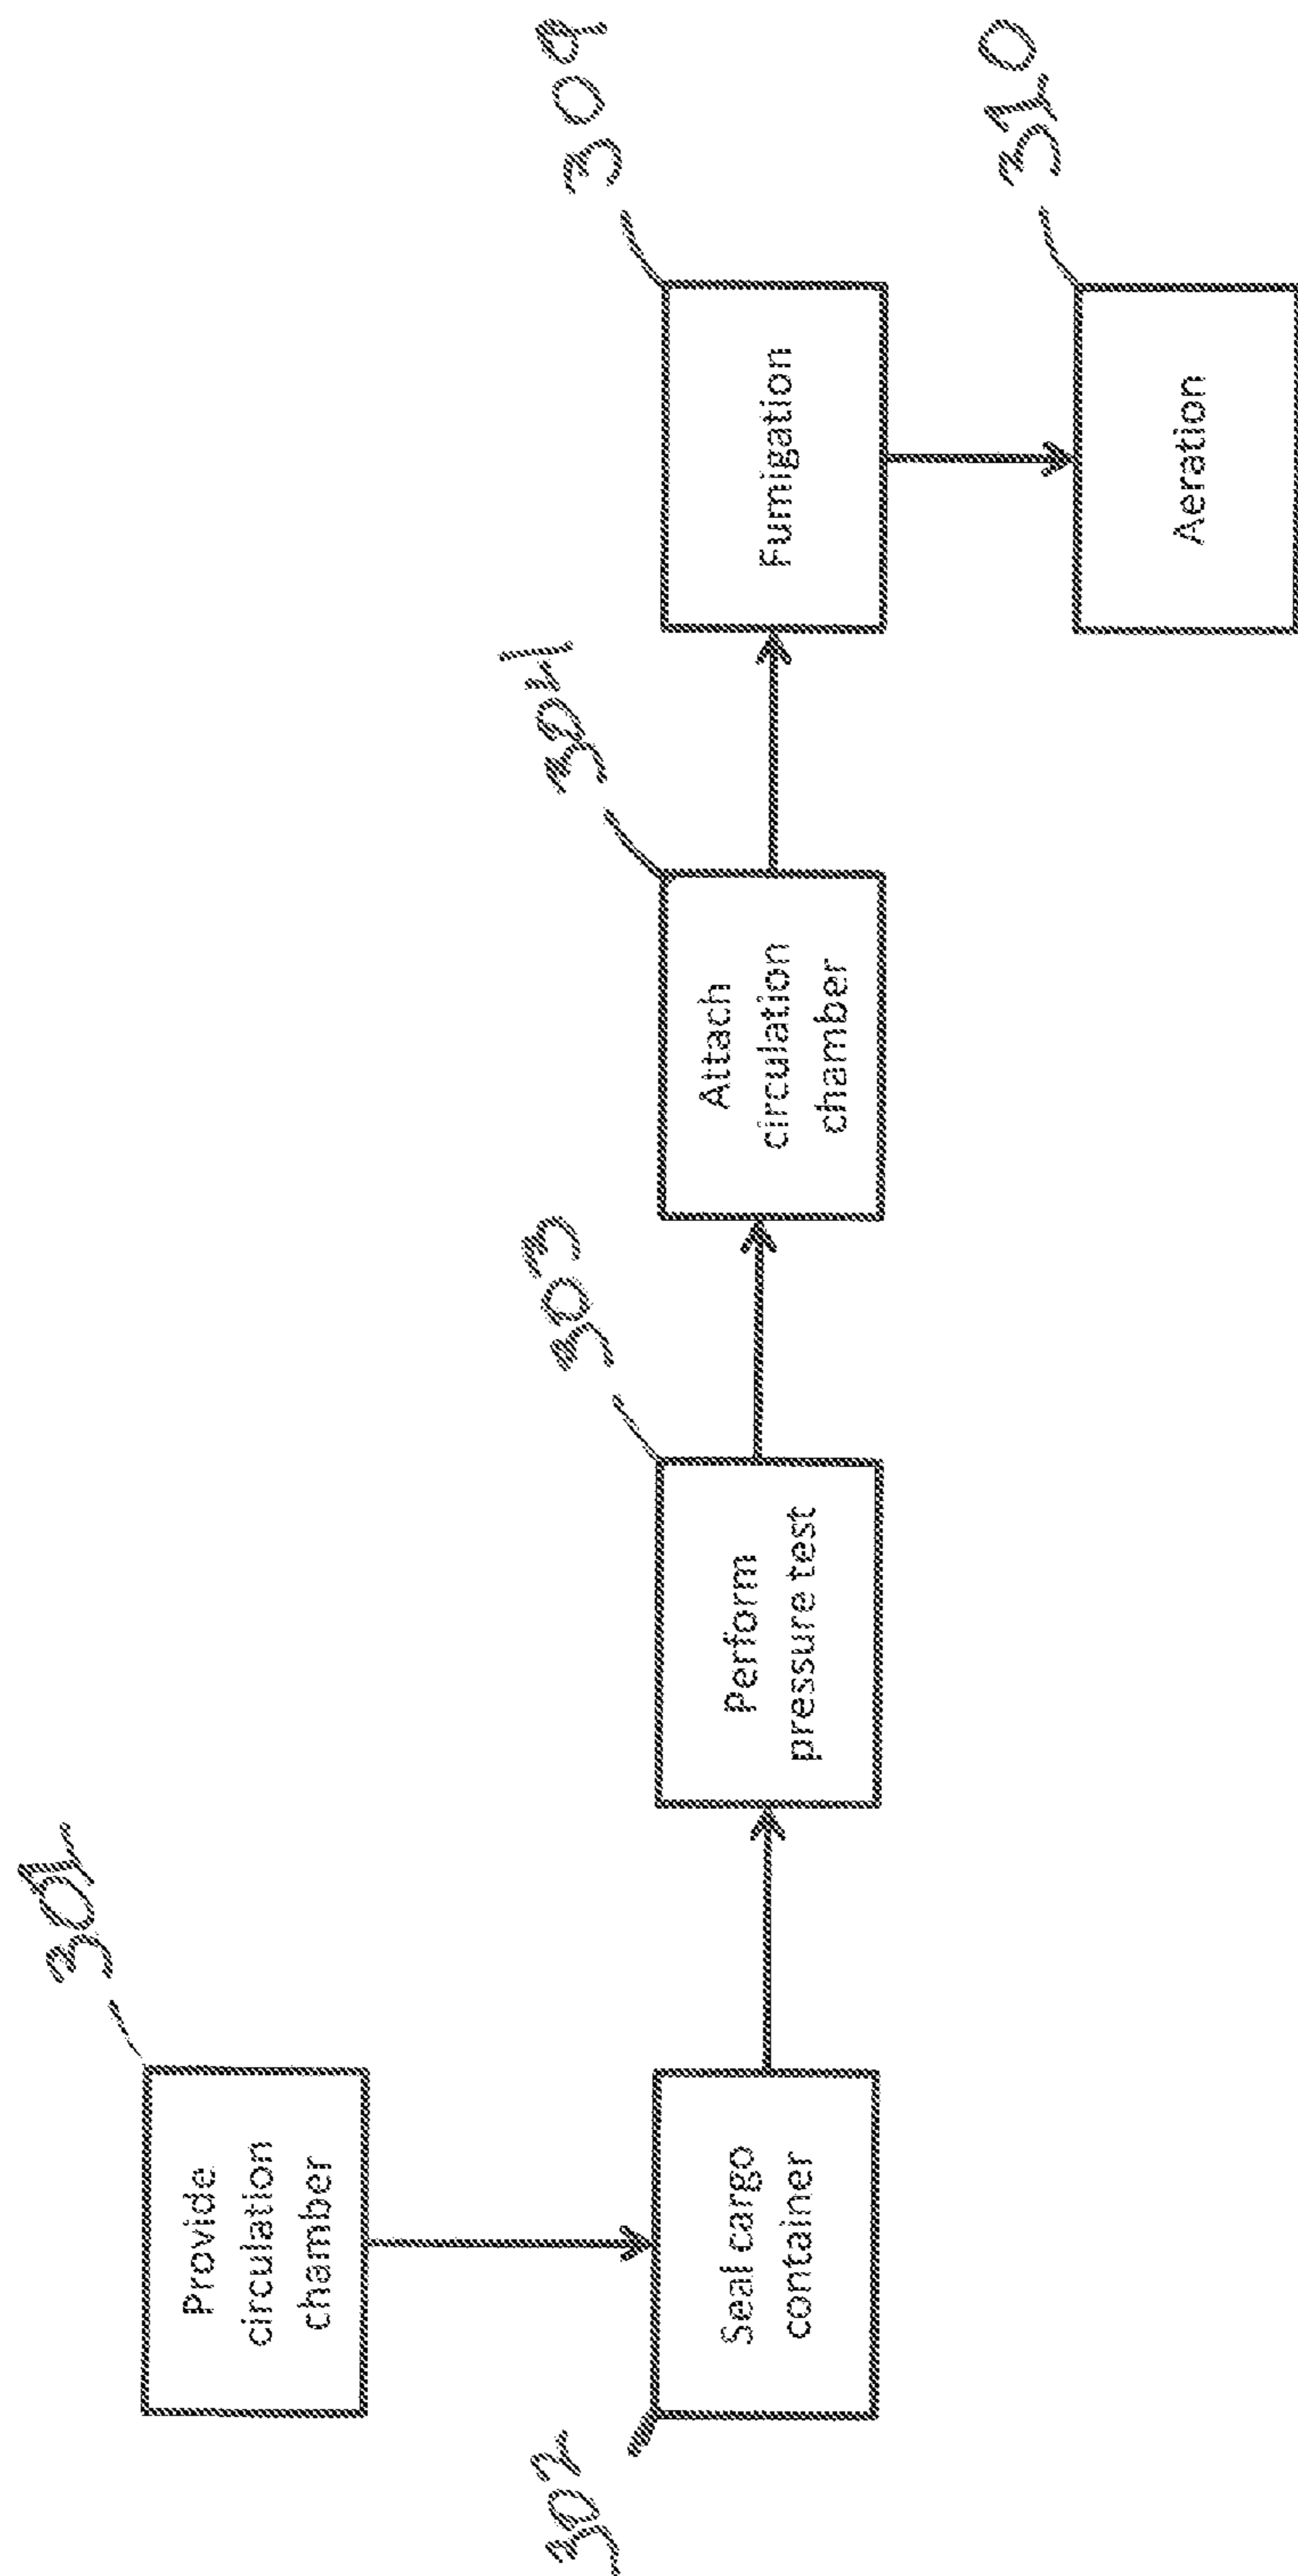 301
Provide
circulation
chamber
302
Seal cargo
container
303
Perform
pressure test
304
Attach
circulation
chamber
309
Fumigation
310
Aeration